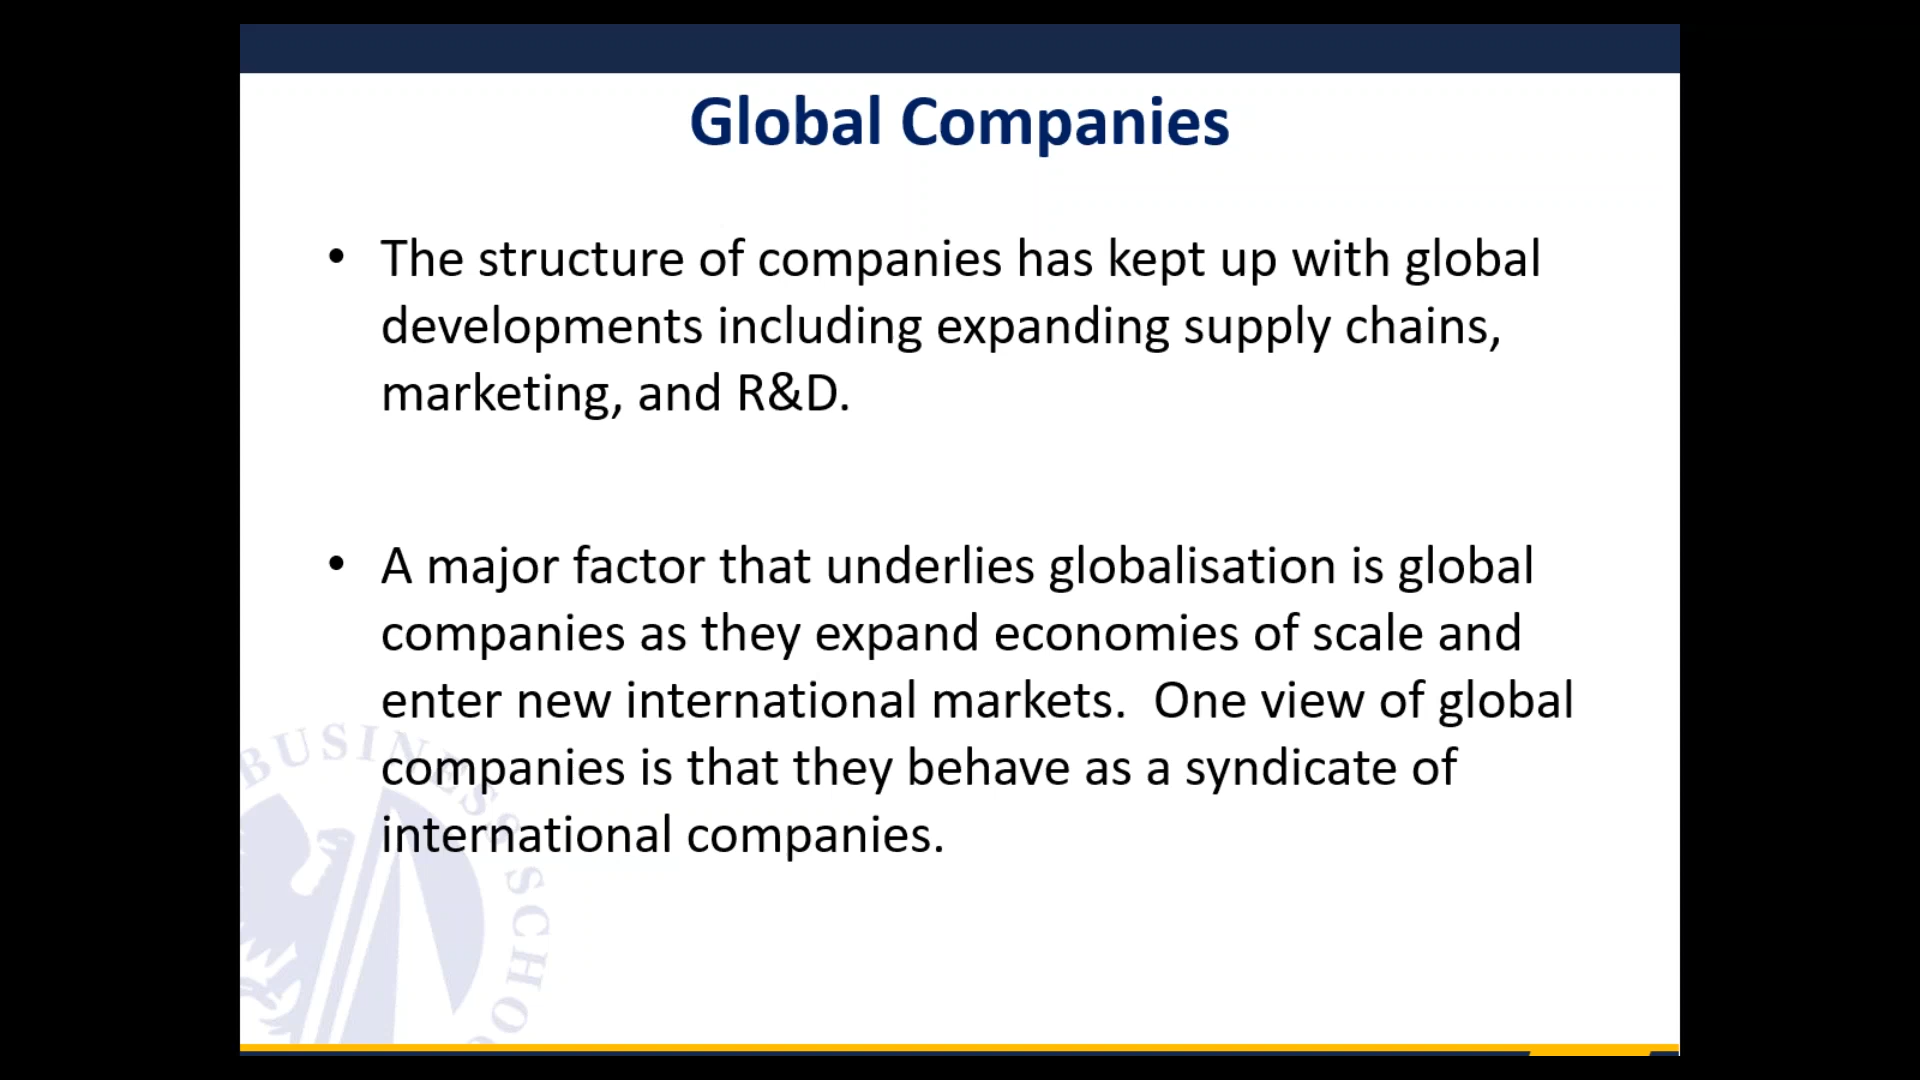 Global Companies
• The structure of companies has kept up with global
developments including expanding supply chains,
marketing, and R&D.
• A major factor that underlies globalisation is global
companies as they expand economies of scale and
enter new international markets.  One view of global
companies is that they behave as a syndicate of
international companies.
BUSINESS SCHO